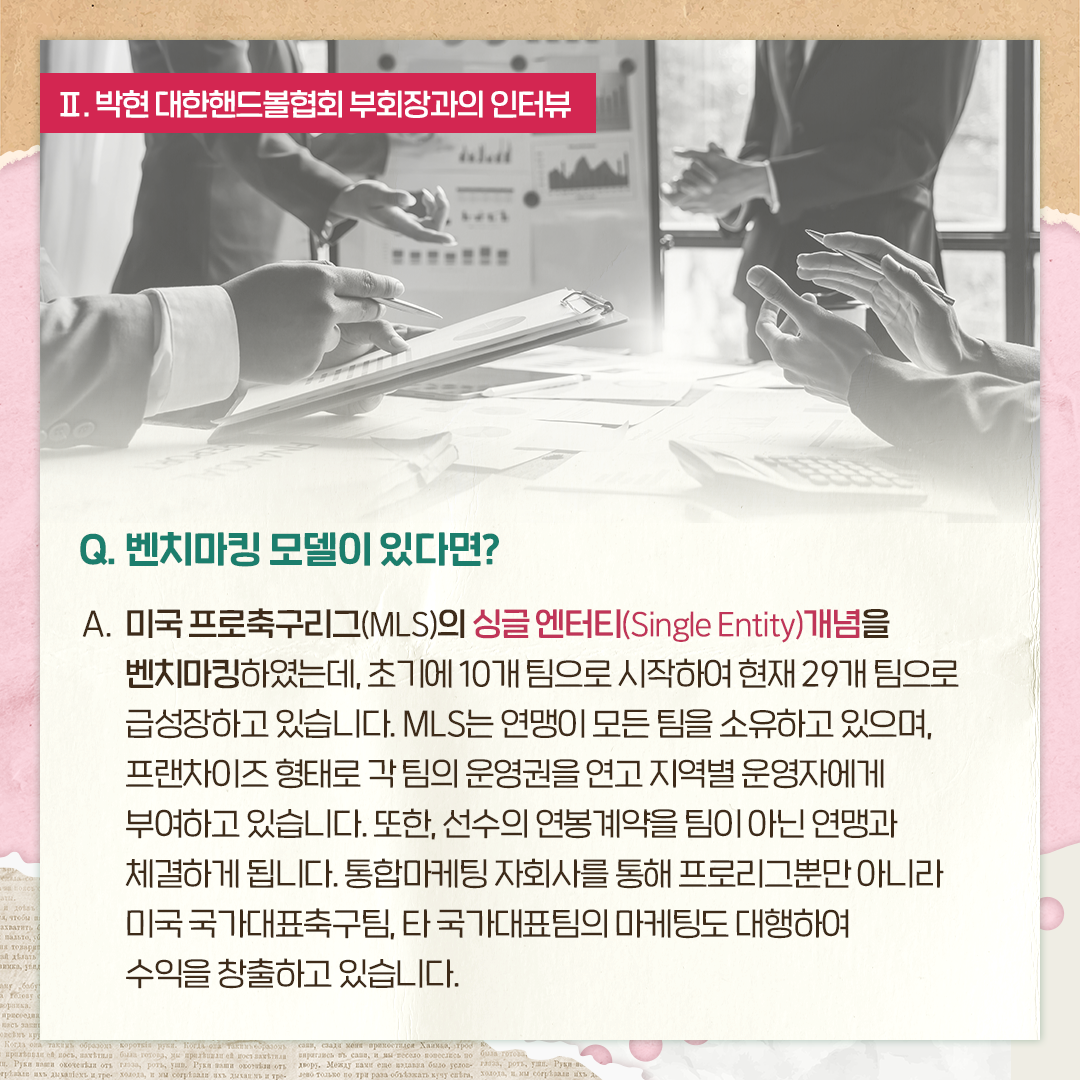 Ⅱ. 박현 대한핸드볼협회 부회장과의 인터뷰
Q. 벤치마킹 모델이 있다면?
A. 미국 프로축구리그(MLS)의 싱글 엔터티(Single Entity)개념을
벤치마킹하였는데, 초기에 10개 팀으로 시작하여 현재 29개 팀으로
급성장하고 있습니다. MLS는 연맹이 모든 팀을 소유하고 있으며,
프랜차이즈 형태로 각 팀의 운영권을 연고 지역별 운영자에게
부여하고 있습니다. 또한, 선수의 연봉계약을 팀이 아닌 연맹과
체결하게 됩니다. 통합마케팅 자회사를 통해 프로리그뿐만 아니라
미국 국가대표축구팀, 타 국가대표팀의 마케팅도 대행하여
수익을 창출하고 있습니다.